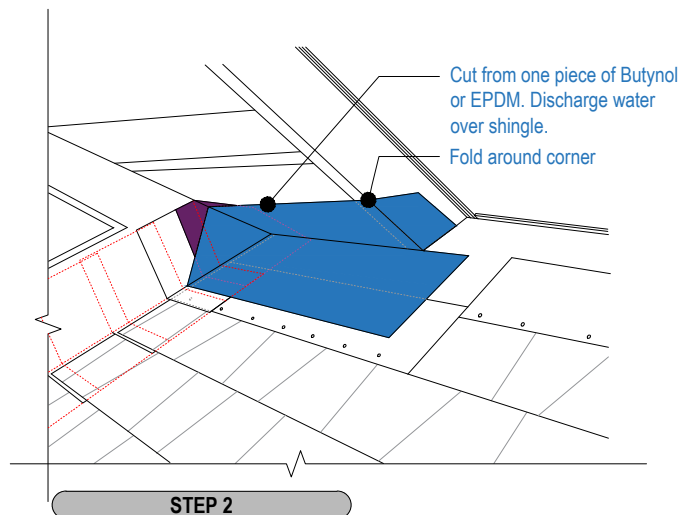 Cut from one piece of Butynol
or EPDM. Discharge water
over shingle.
Fold around corner
STEP 2